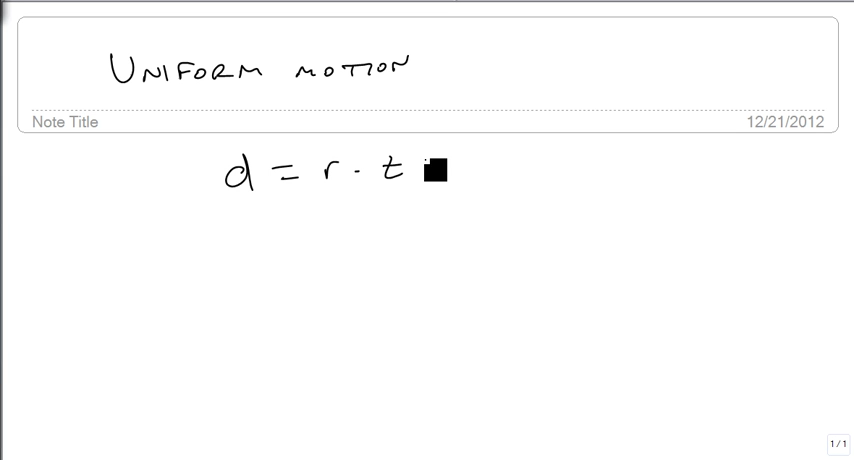 UNIFORM MOTION
Note Title
12/21/2012
d = r · t
1 / 1